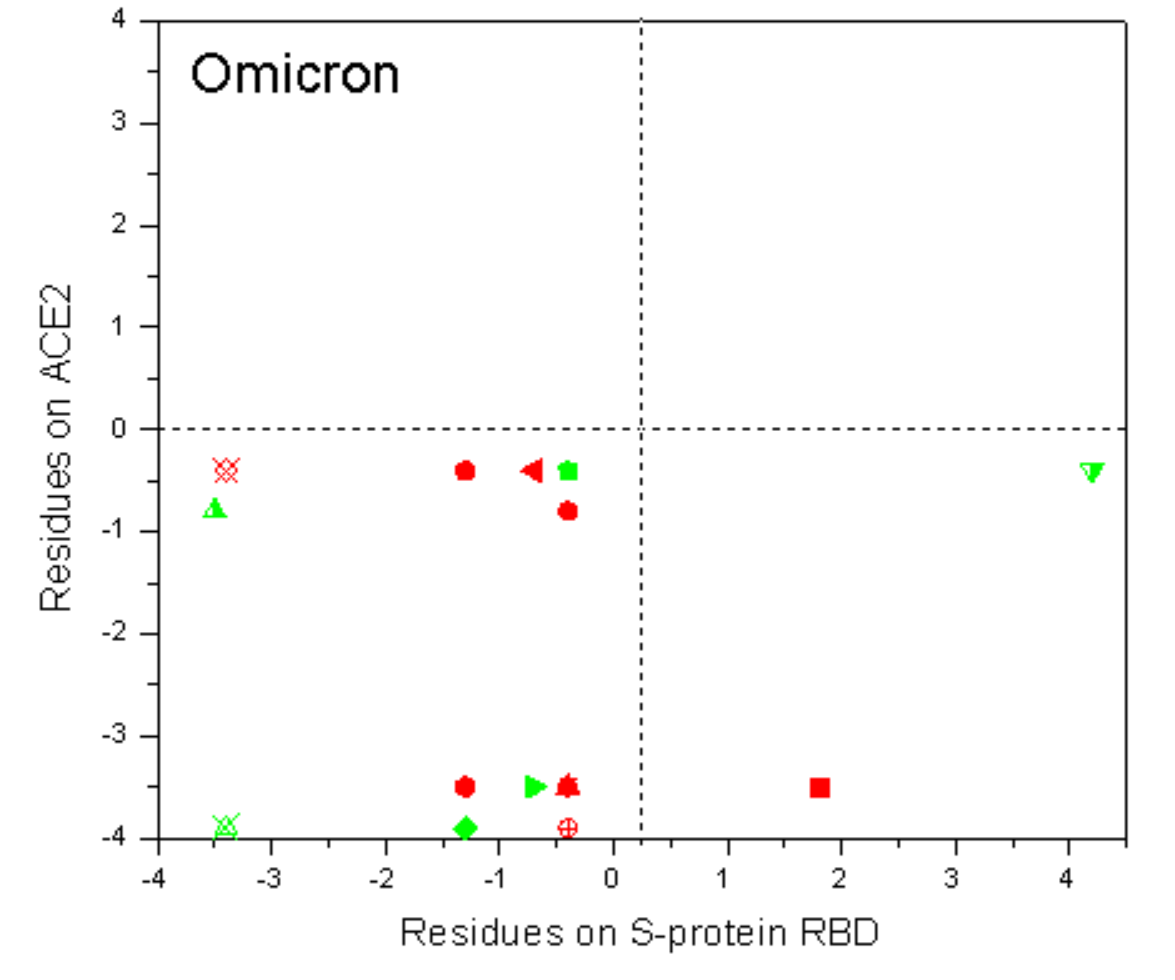 Omicron
4
3
2
1
0
-1
-2
-3
-4
Residues on ACE2
-4 -3 -2 -1 0 1 2 3 4
Residues on S-protein RBD